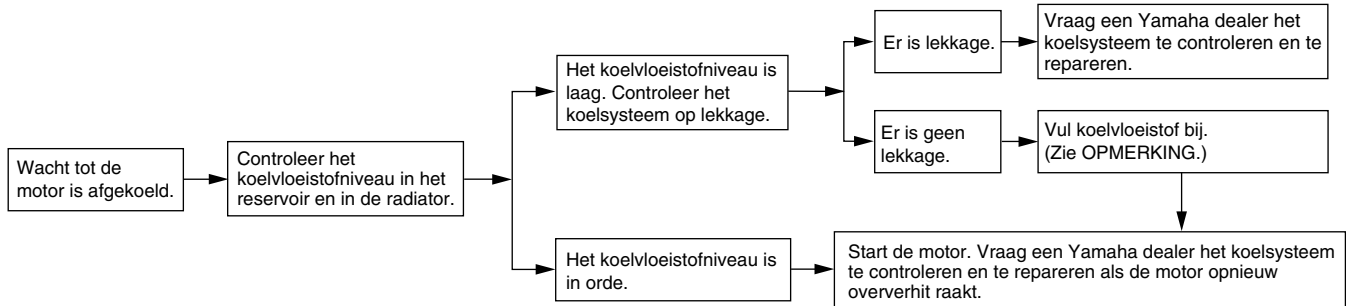 Wacht tot de
motor is afgekoeld.
Controleer het
koelvloeistofniveau in het
reservoir en in de radiator.
Het koelvloeistofniveau is
laag. Controleer het
koelsysteem op lekkage.
Er is lekkage.
Vraag een Yamaha dealer het
koelsysteem te controleren en te
repareren.
Er is geen
lekkage.
Vul koelvloeistof bij.
(Zie OPMERKING.)
Het koelvloeistofniveau is
in orde.
Start de motor. Vraag een Yamaha dealer het koelsysteem
te controleren en te repareren als de motor opnieuw
oververhit raakt.